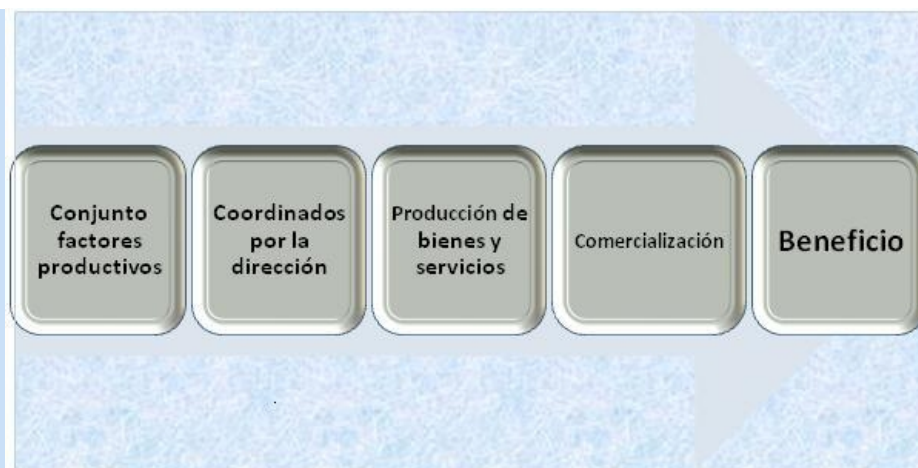 Conjunto
factores
productivos
Coordinados
por la
dirección
Producción de
bienes y
servicios
Comercialización
Beneficio